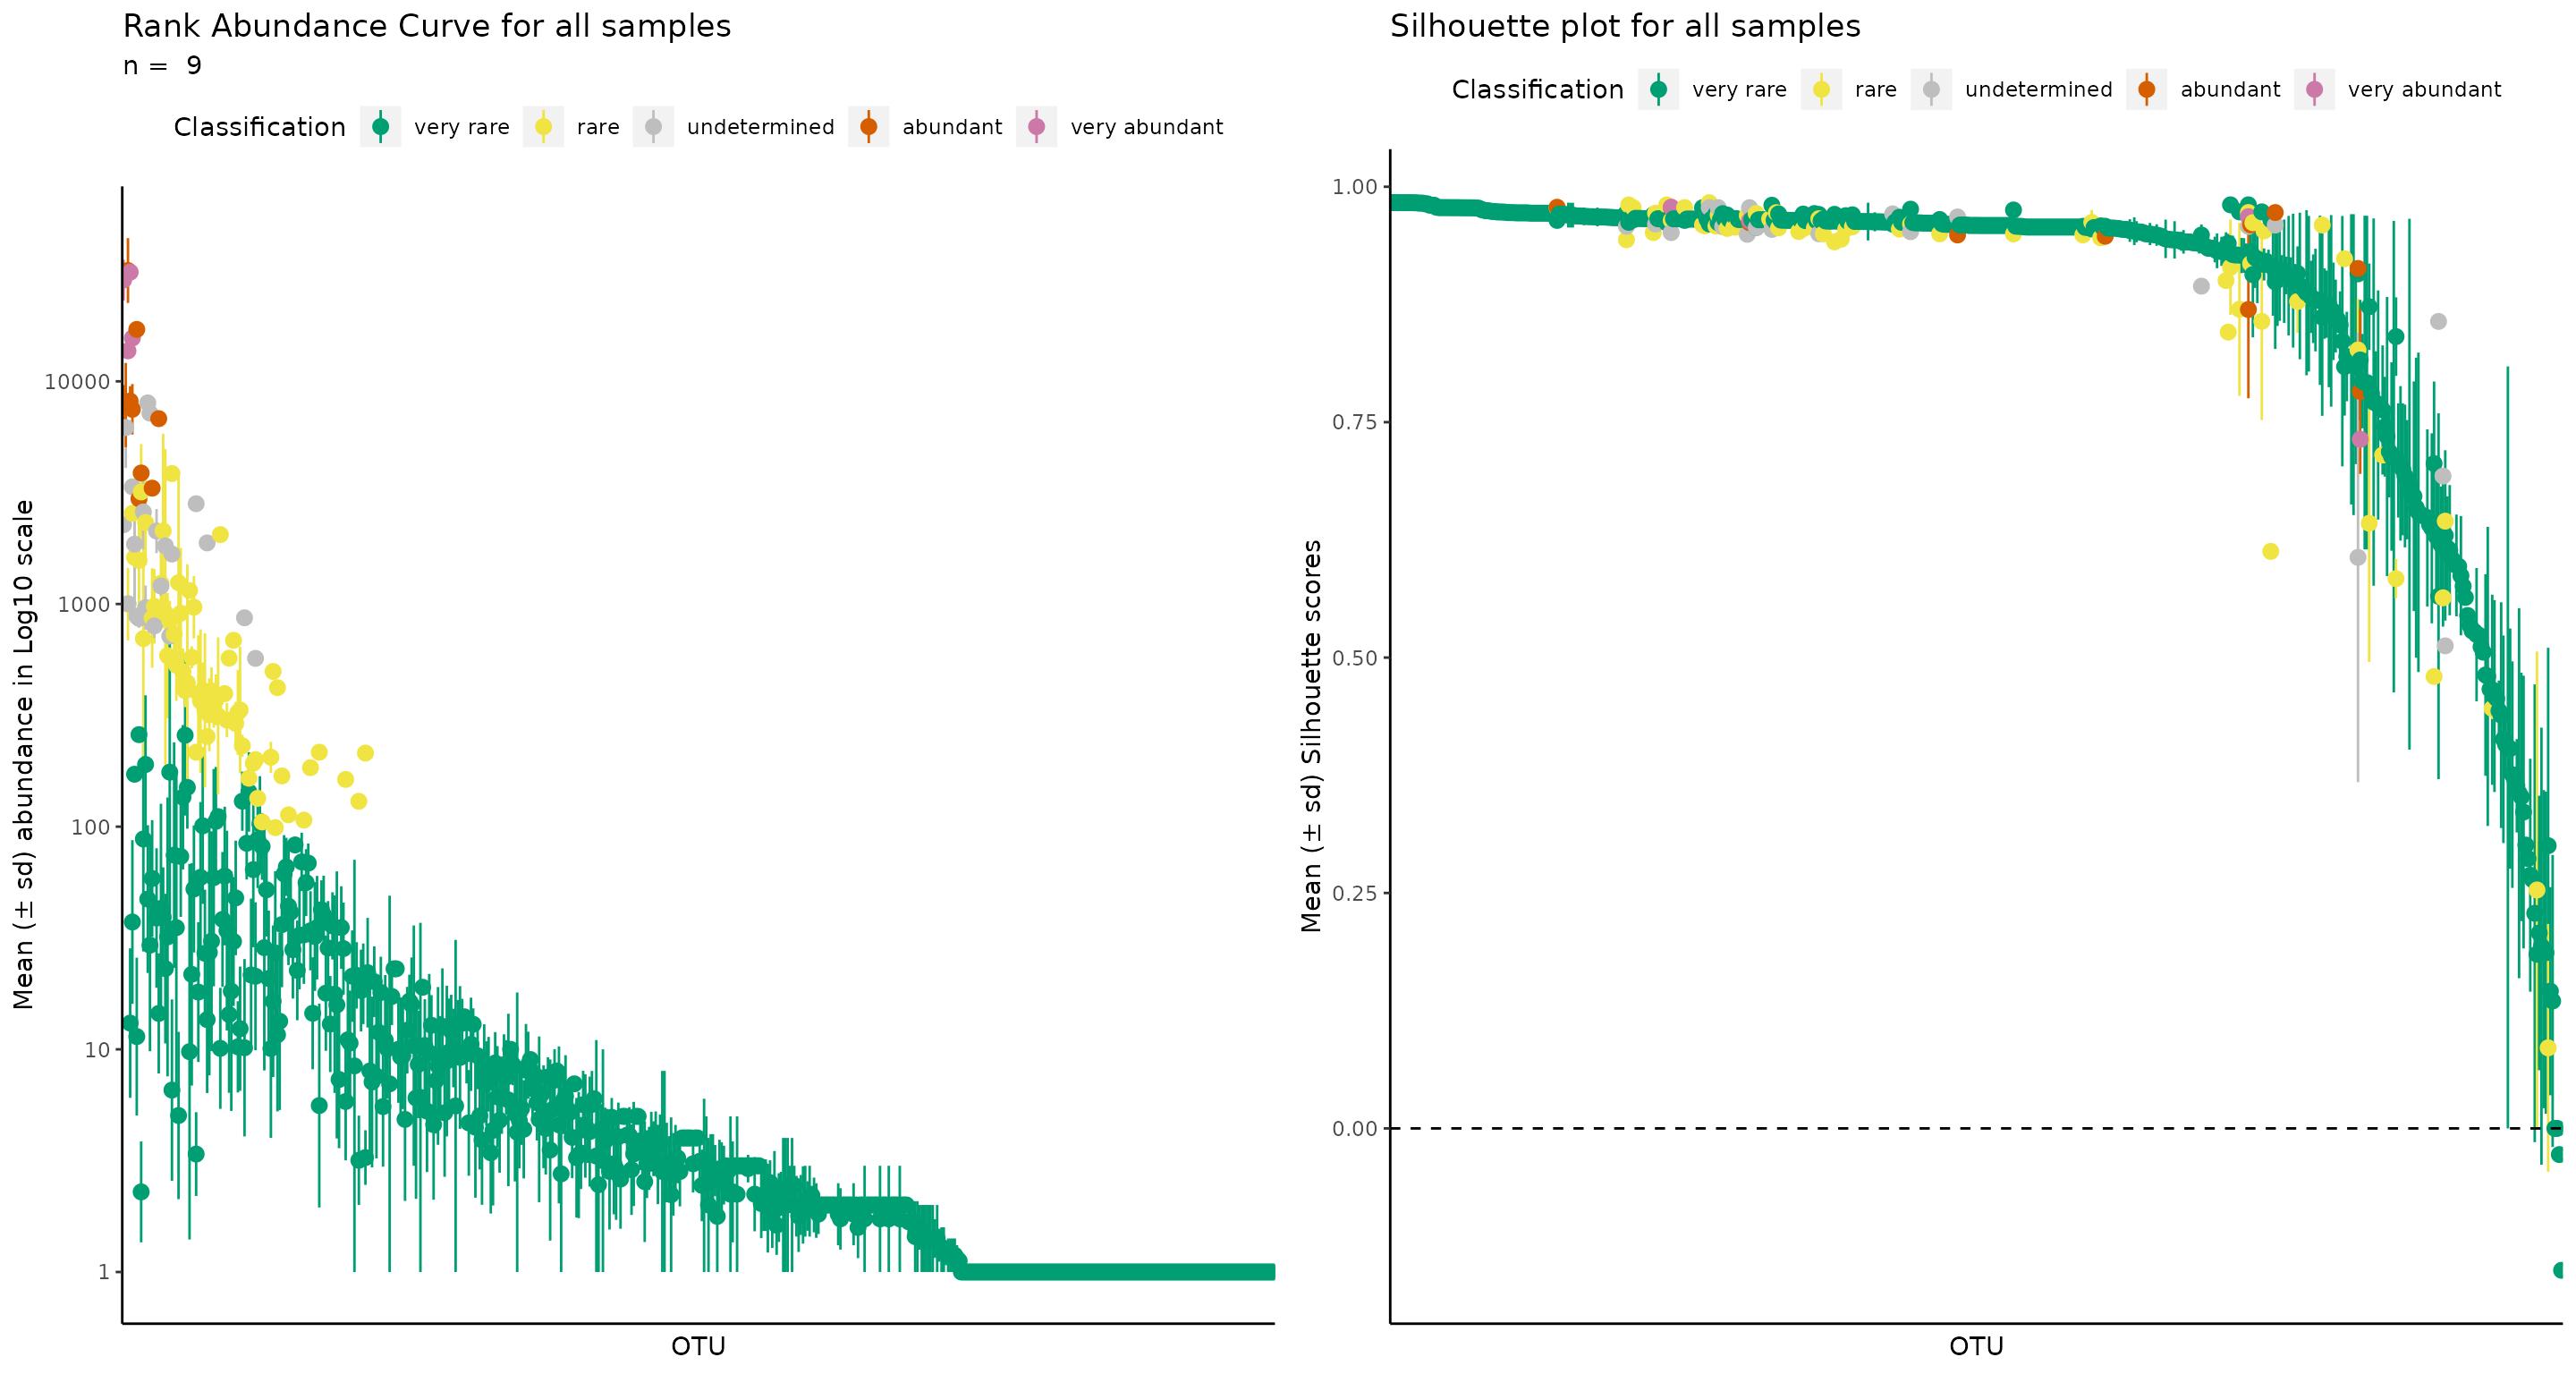 Rank Abundance Curve for all samples
n =  9
Classification very rare rare undetermined abundant very abundant
Mean (± sd) abundance in Log10 scale
10000
1000
100
10
1
OTU
Silhouette plot for all samples
Classification very rare rare undetermined abundant very abundant
Mean (± sd) Silhouette scores
1.00
0.75
0.50
0.25
0.00
OTU